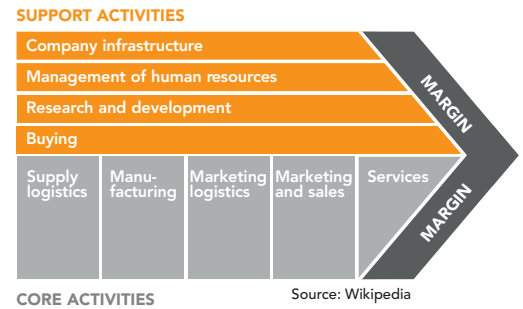 SUPPORT ACTIVITIES
Company infrastructure
Management of human resources
Research and development
Buying
MARGIN
MARGIN
Supply
logistics
Manu-
facturing
Marketing
logistics
Marketing
and sales
Services
CORE ACTIVITIES
Source: Wikipedia